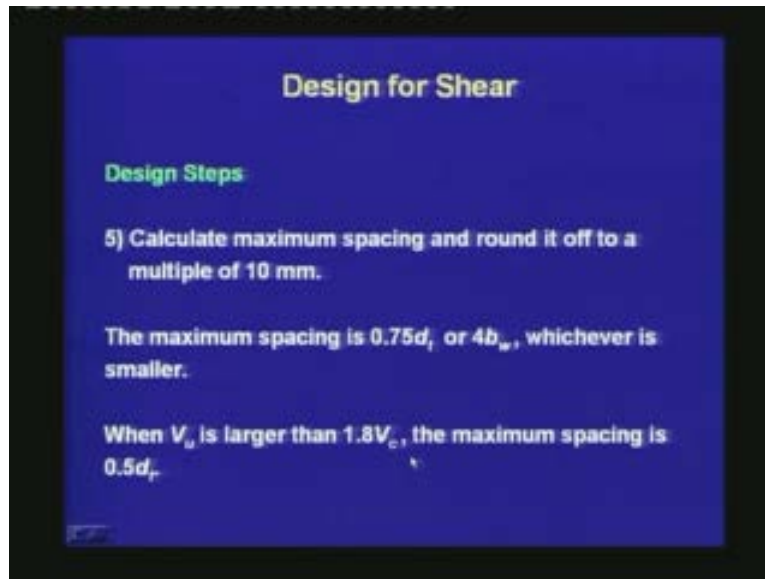 Design for Shear
Design Steps
5) Calculate maximum spacing and round it off to a
multiple of 10 mm.
The maximum spacing is 0.75dₜ or 4b_w, whichever is
smaller.
When Vᵤ is larger than 1.8V_c, the maximum spacing is
0.5dₜ.